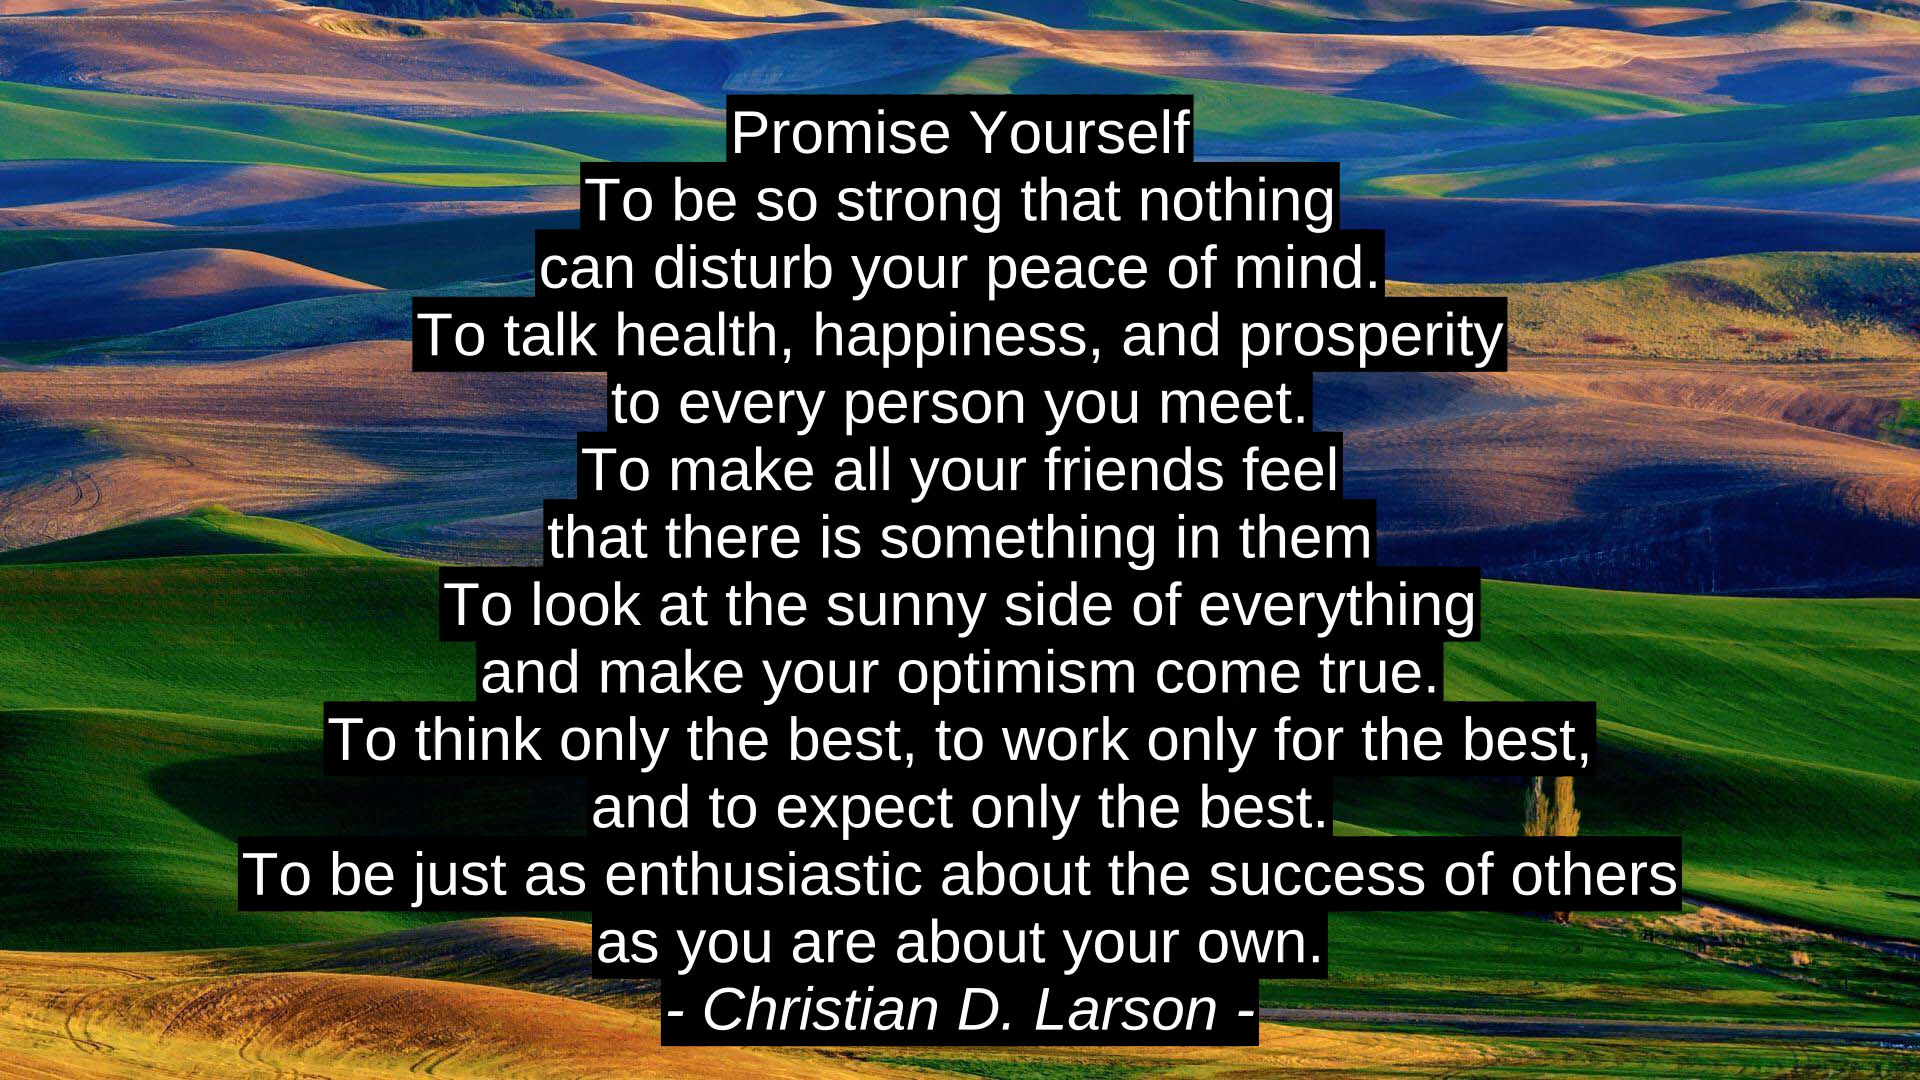 Promise Yourself
To be so strong that nothing
can disturb your peace of mind.
To talk health, happiness, and prosperity
to every person you meet.
To make all your friends feel
that there is something in them
To look at the sunny side of everything
and make your optimism come true.
To think only the best, to work only for the best,
and to expect only the best.
To be just as enthusiastic about the success of others
as you are about your own.
- Christian D. Larson -